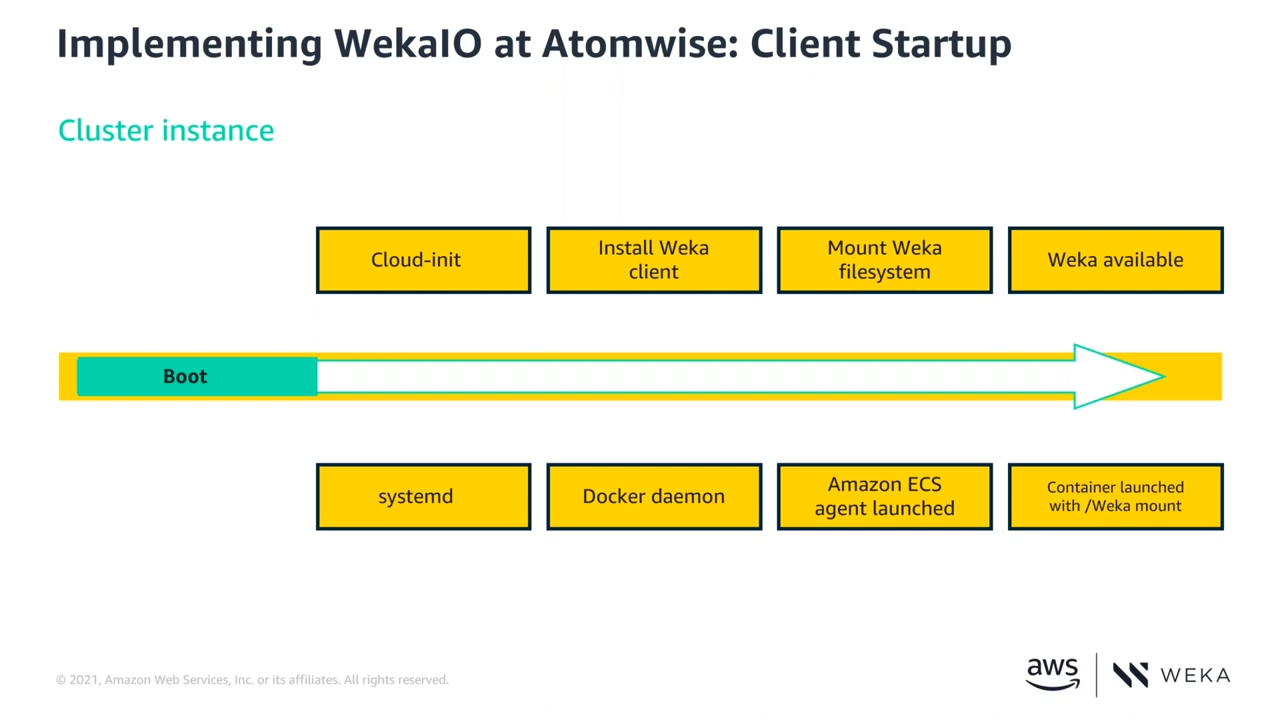 Implementing WekaIO at Atomwise: Client Startup
Cluster instance
Cloud-init
Install Weka
client
Mount Weka
filesystem
Weka available
Boot
systemd
Docker daemon
Amazon ECS
agent launched
Container launched
with /Weka mount
© 2021, Amazon Web Services, Inc. or its affiliates. All rights reserved.
aws
WEKA